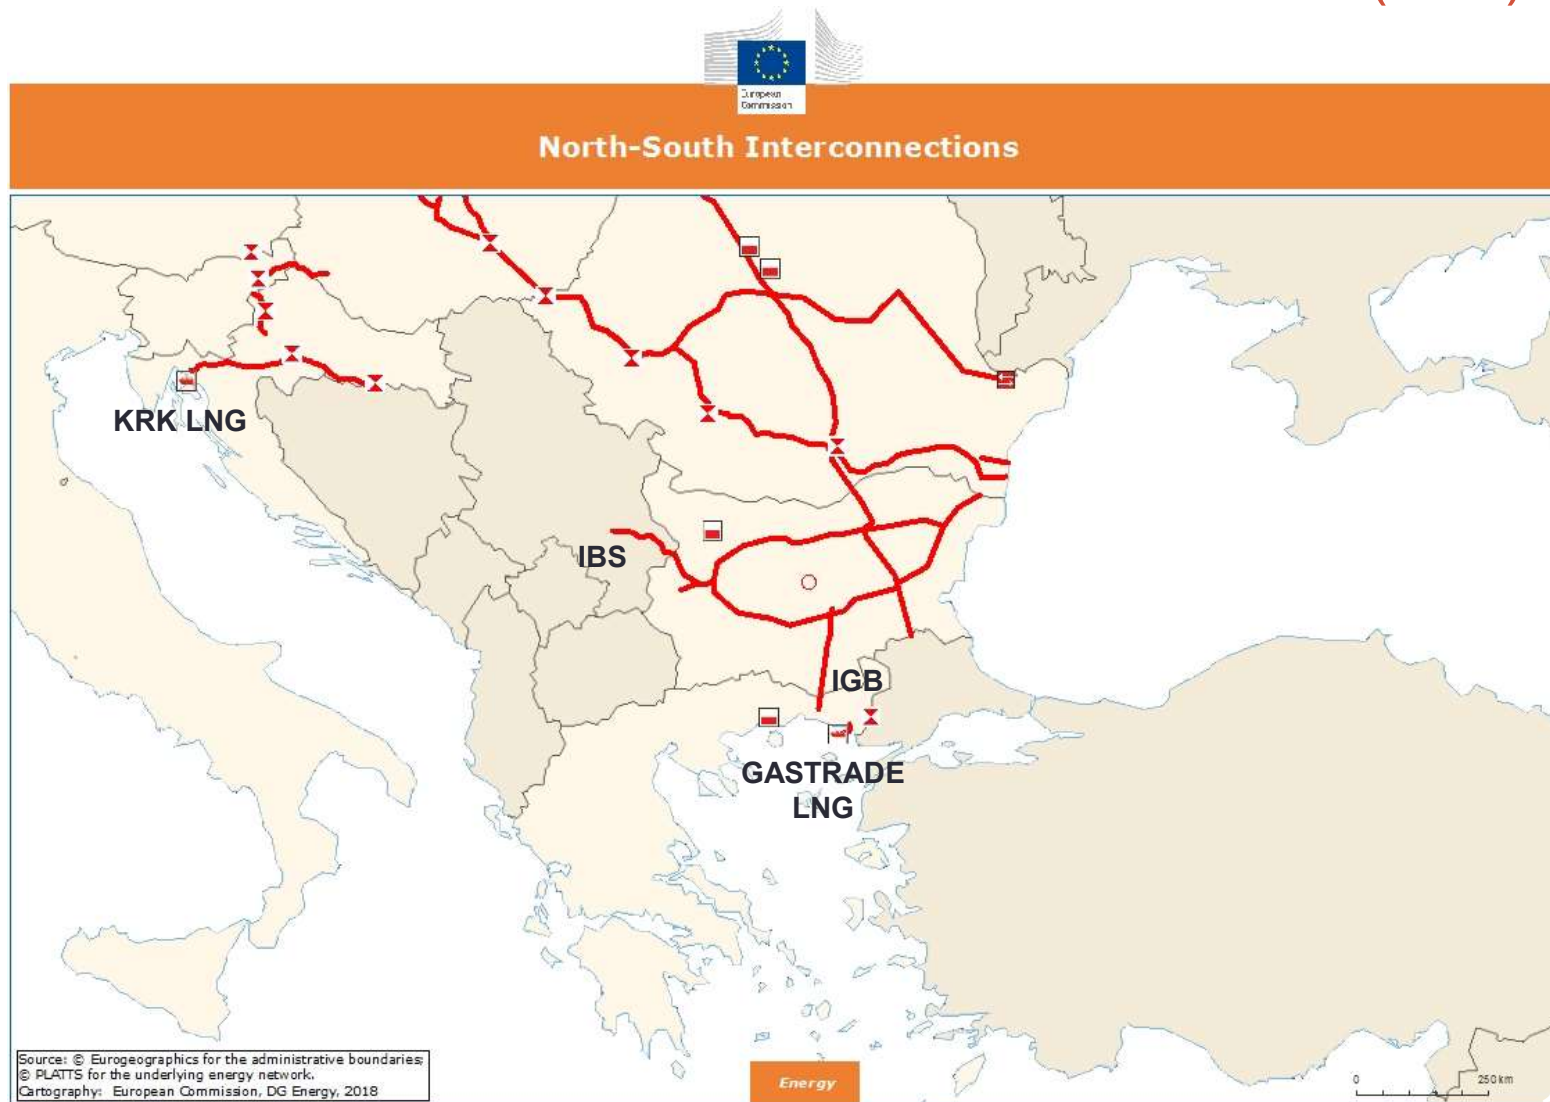 European
Commission
North-South Interconnections
KRK LNG
IBS
IGB
GASTRADE
LNG
Source: © Eurogeographics for the administrative boundaries;
© PLATTS for the underlying energy network.
Cartography: European Commission, DG Energy, 2018
Energy
0 250 km